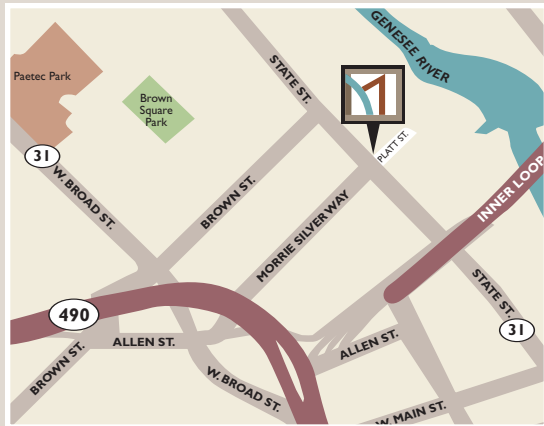 GENESEE RIVER
STATE ST.
Paetec Park
Brown
Square
Park
PLATT ST.
31
W. BROAD ST.
BROWN ST.
MORRIE SILVER WAY
INNER LOOP
STATE ST.
490
31
ALLEN ST.
ALLEN ST.
BROWN ST.
W. BROAD ST.
W. MAIN ST.